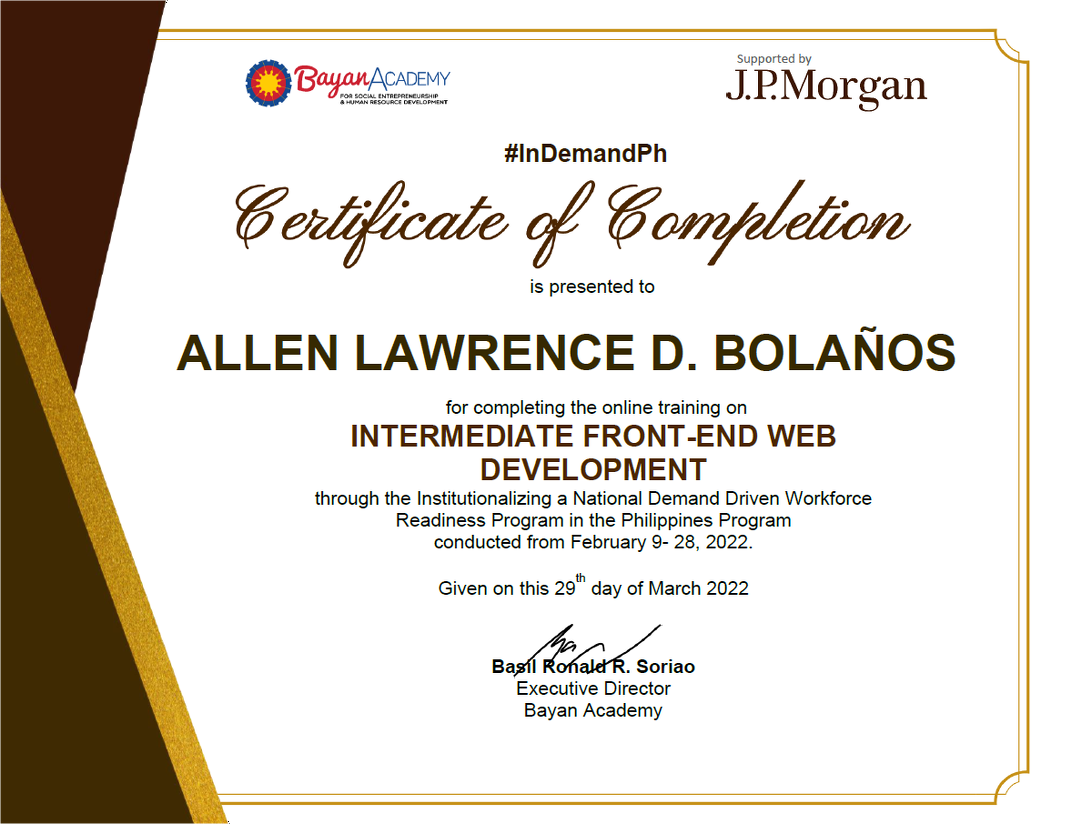 Bayan ACADEMY
FOR SOCIAL ENTREPRENEURSHIP
& HUMAN RESOURCE DEVELOPMENT
Supported by
J.P.Morgan
#InDemandPh
Certificate of Completion
is presented to
ALLEN LAWRENCE D. BOLAÑOS
for completing the online training on
INTERMEDIATE FRONT-END WEB
DEVELOPMENT
through the Institutionalizing a National Demand Driven Workforce
Readiness Program in the Philippines Program
conducted from February 9- 28, 2022.
Given on this 29th day of March 2022
Basil Ronald R. Soriao
Executive Director
Bayan Academy